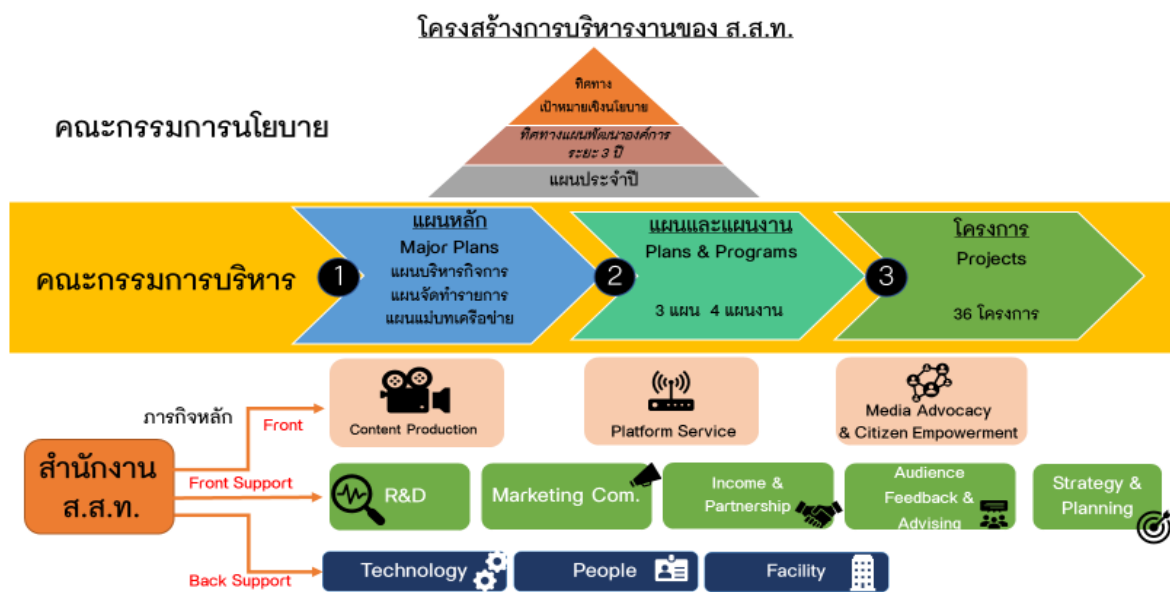 โครงสร้างการบริหารงานของ ส.ส.ท.
ทิศทาง
เป้าหมายเชิงนโยบาย
คณะกรรมการนโยบาย
ทิศทางแผนพัฒนาองค์การ
ระยะ 3 ปี
แผนประจำปี
คณะกรรมการบริหาร
1
แผนหลัก
Major Plans
แผนบริหารกิจการ
แผนจัดทำรายการ
แผนแม่บทเครือข่าย
2
แผนและแผนงาน
Plans & Programs
3 แผน 4 แผนงาน
3
โครงการ
Projects
36 โครงการ
สำนักงาน
ส.ส.ท.
ภารกิจหลัก
Front
Content Production
Platform Service
Media Advocacy
& Citizen Empowerment
Front Support
R&D
Marketing Com.
Income &
Partnership
Audience
Feedback &
Advising
Strategy &
Planning
Back Support
Technology
People
Facility